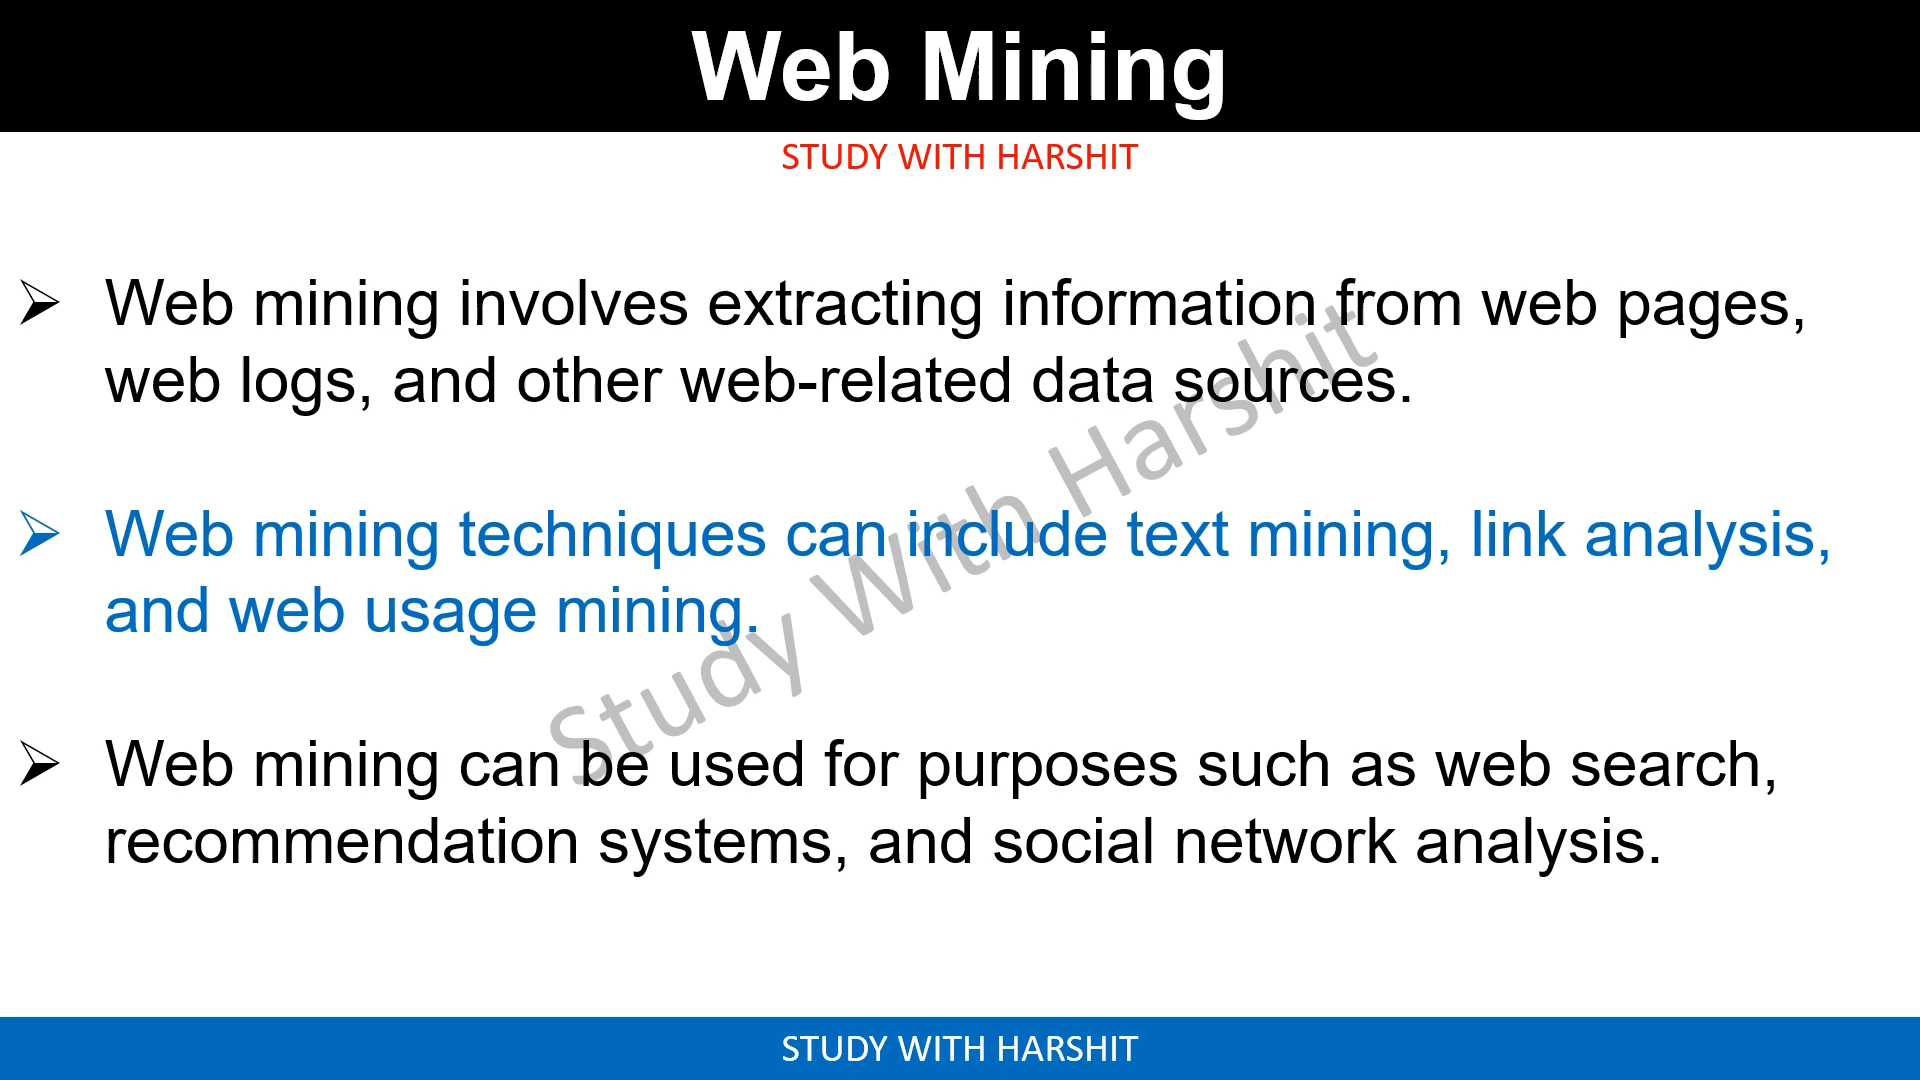 Web Mining
STUDY WITH HARSHIT
➢ Web mining involves extracting information from web pages,
web logs, and other web-related data sources.
➢ Web mining techniques can include text mining, link analysis,
and web usage mining.
➢ Web mining can be used for purposes such as web search,
recommendation systems, and social network analysis.
Study With Harshit
STUDY WITH HARSHIT